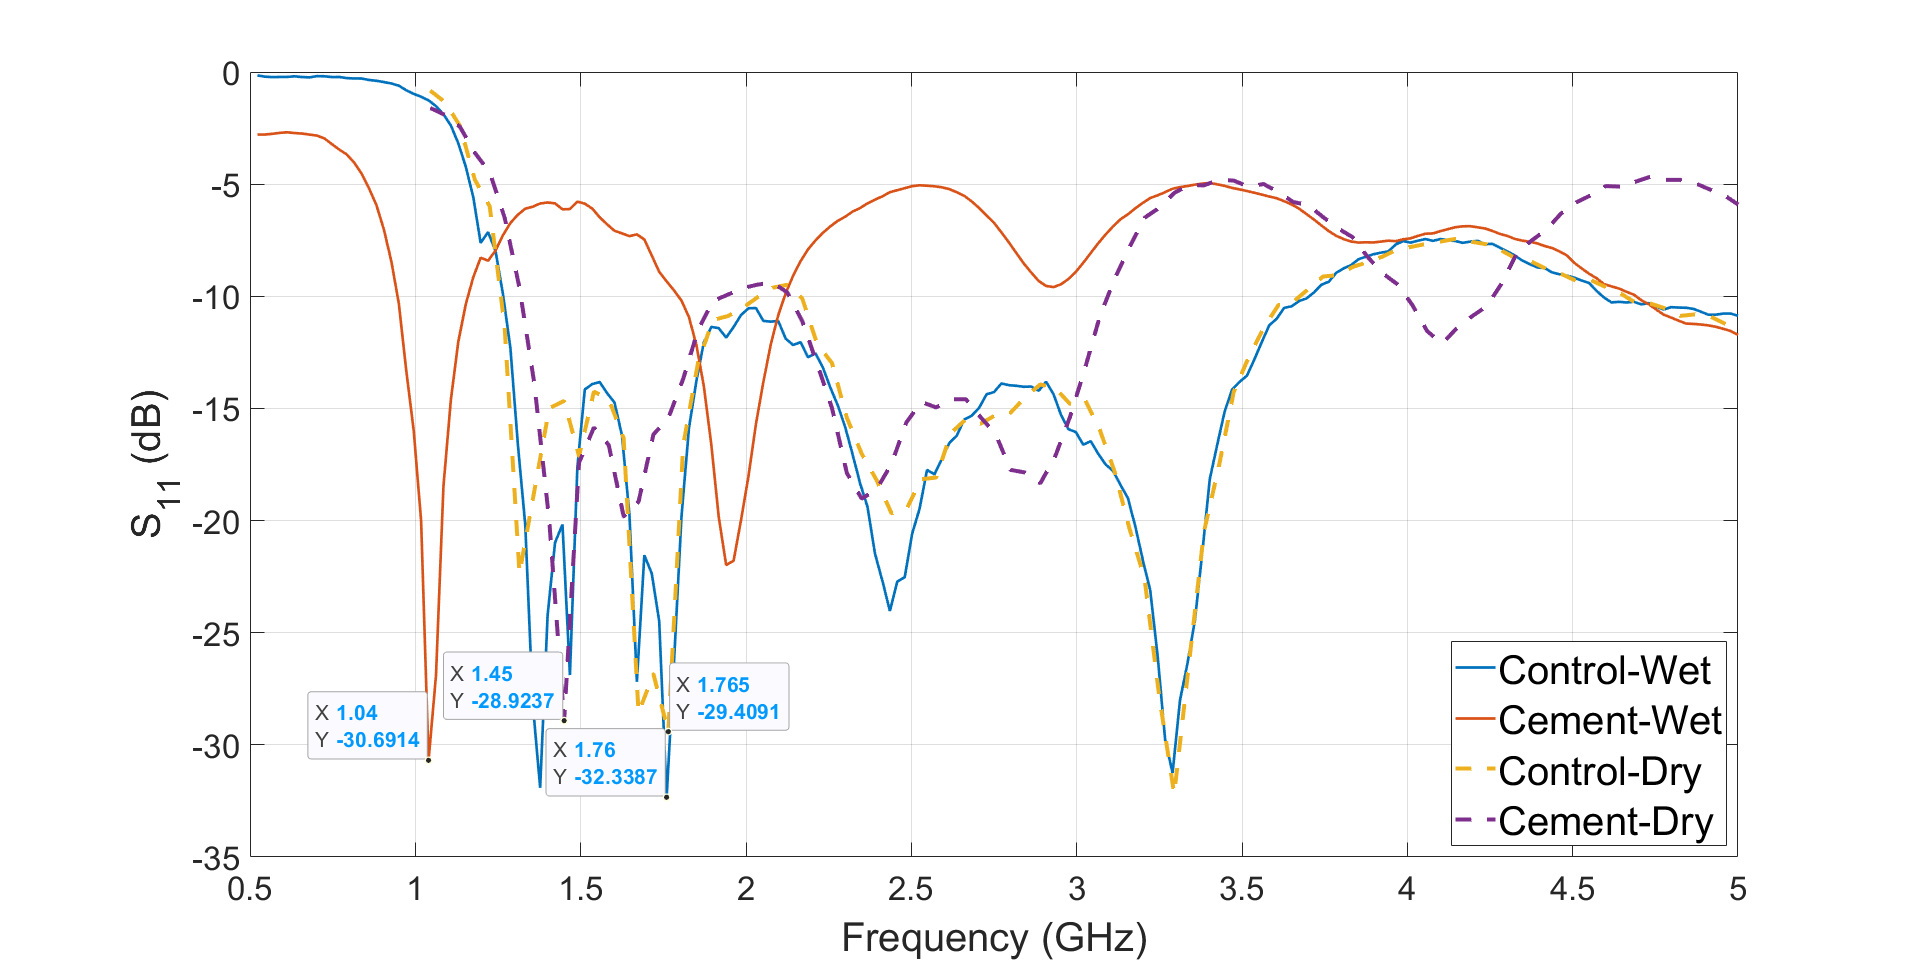 0
-5
-10
-15
-20
-25
-30
-35
S11 (dB)
0.5
1
1.5
2
2.5
3
3.5
4
4.5
5
Frequency (GHz)
X 1.04
Y -30.6914
X 1.45
Y -28.9237
X 1.76
Y -32.3387
X 1.765
Y -29.4091
Control-Wet
Cement-Wet
Control-Dry
Cement-Dry